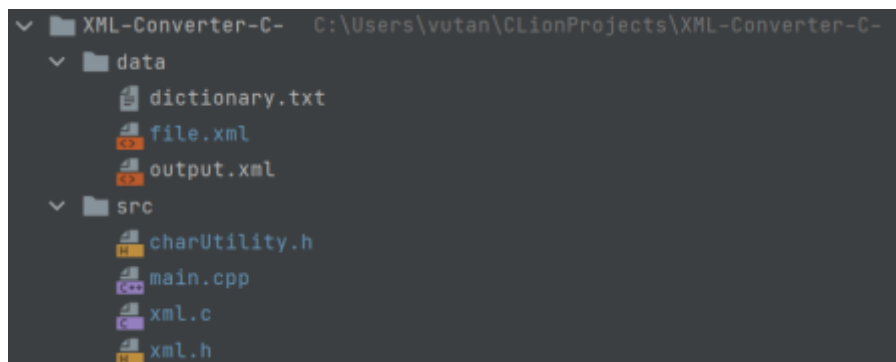 XML-Converter-C- C:\Users\vutan\CLionProjects\XML-Converter-C-
data
dictionary.txt
file.xml
output.xml
src
charUtility.h
main.cpp
xml.c
xml.h